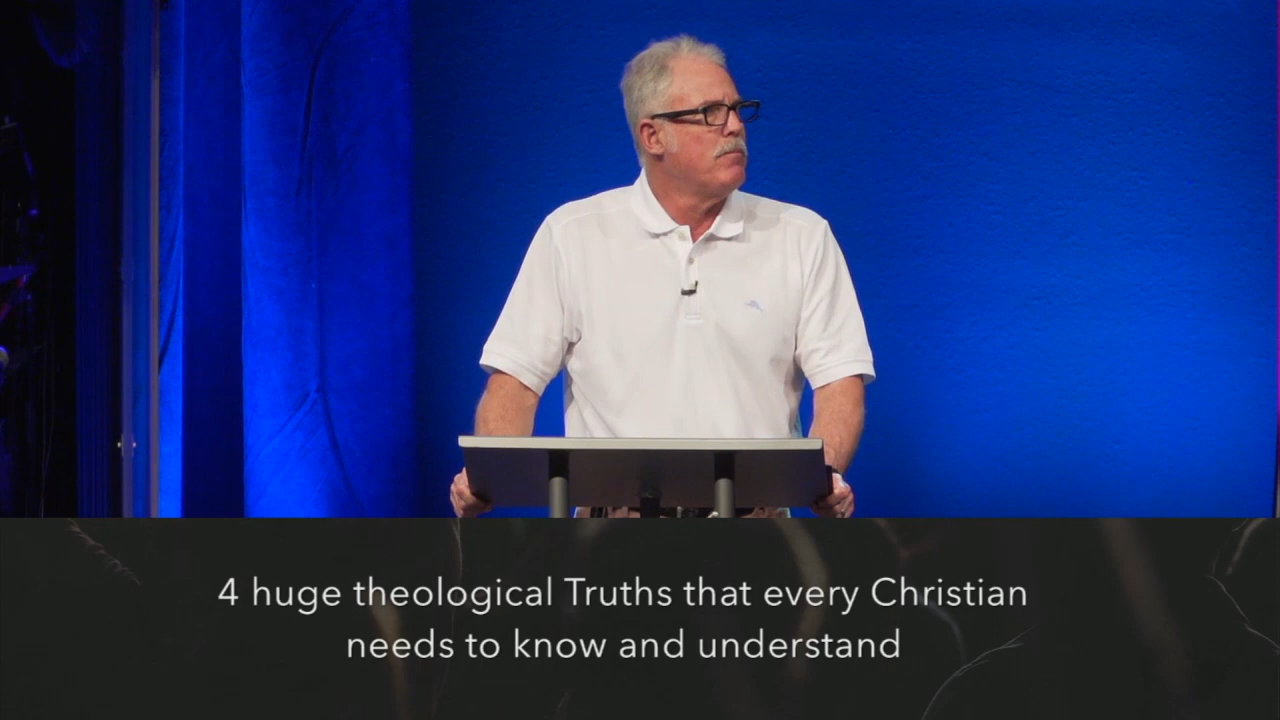 4 huge theological Truths that every Christian
needs to know and understand